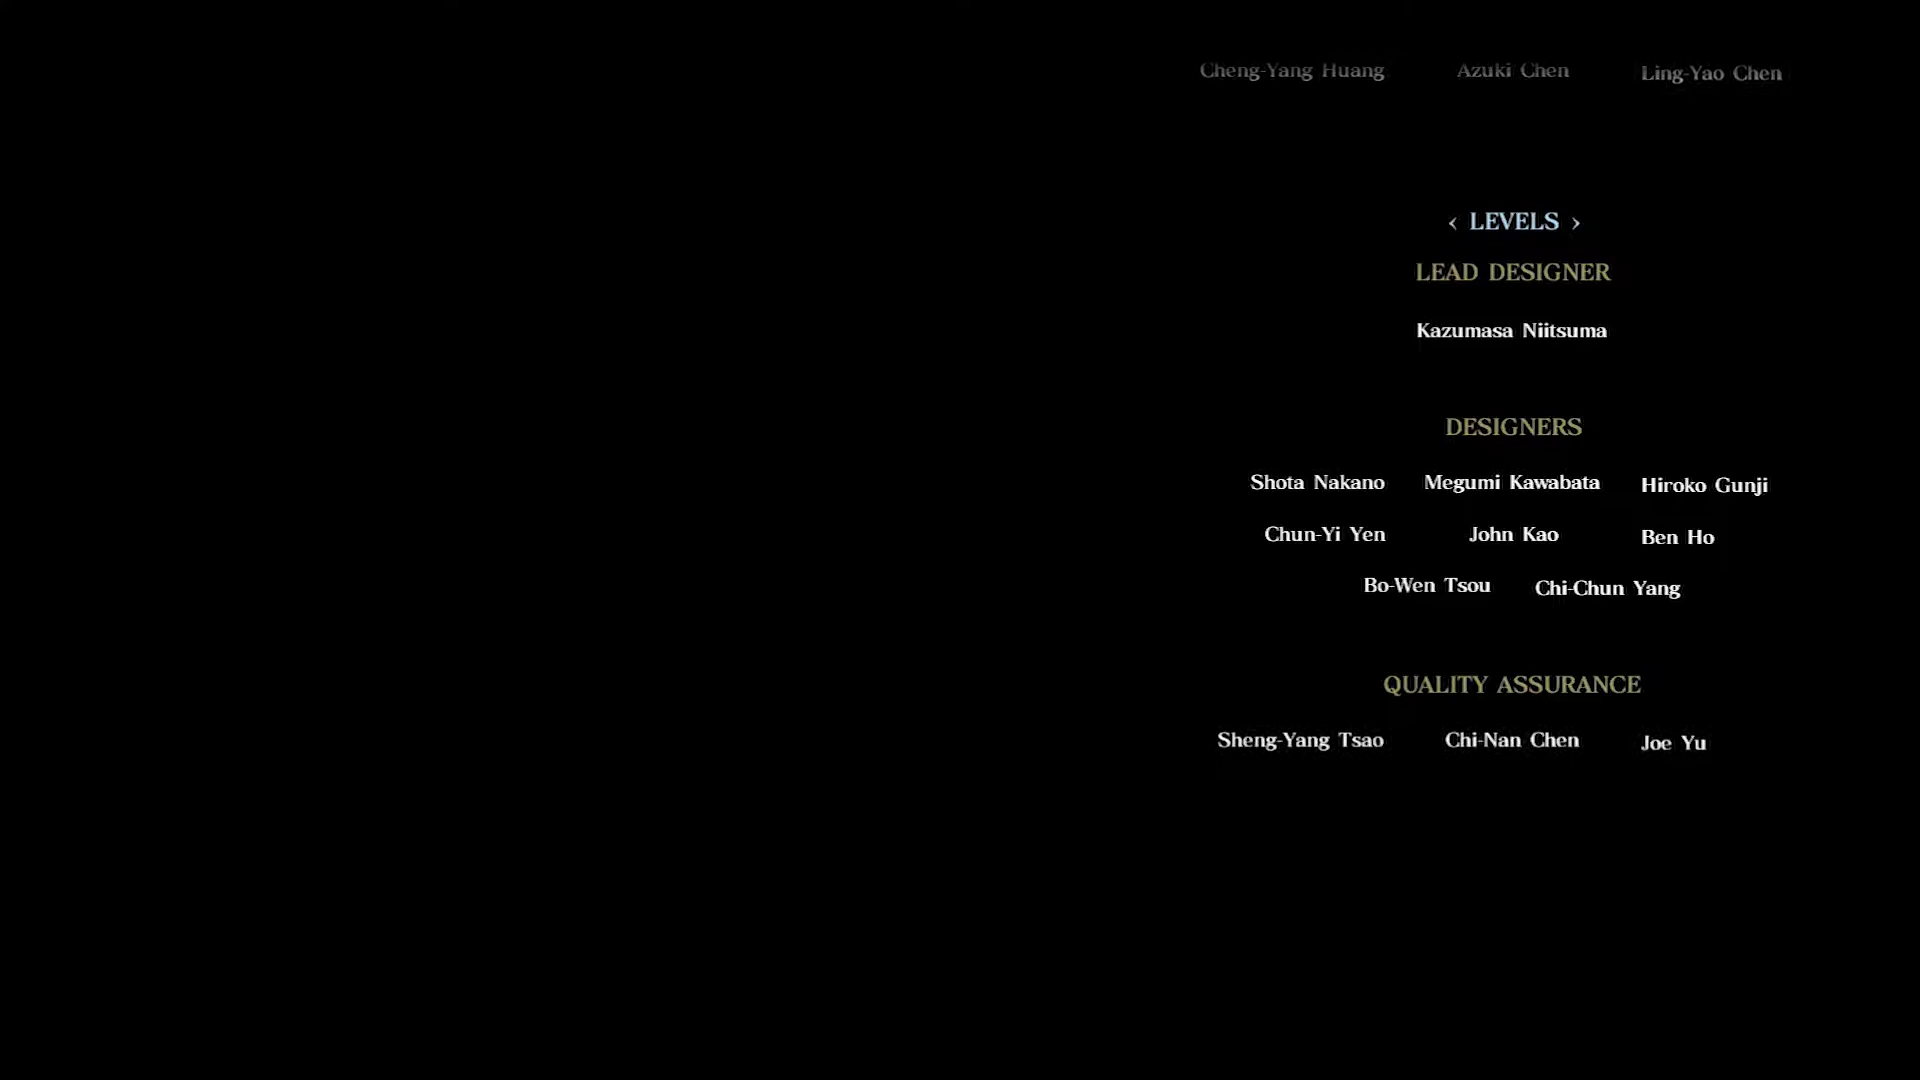 Cheng-Yang Huang Azuki Chen Ling-Yao Chen
‹ LEVELS ›
LEAD DESIGNER
Kazumasa Niitsuma
DESIGNERS
Shota Nakano Megumi Kawabata Hiroko Gunji
Chun-Yi Yen John Kao Ben Ho
Bo-Wen Tsou Chi-Chun Yang
QUALITY ASSURANCE
Sheng-Yang Tsao Chi-Nan Chen Joe Yu